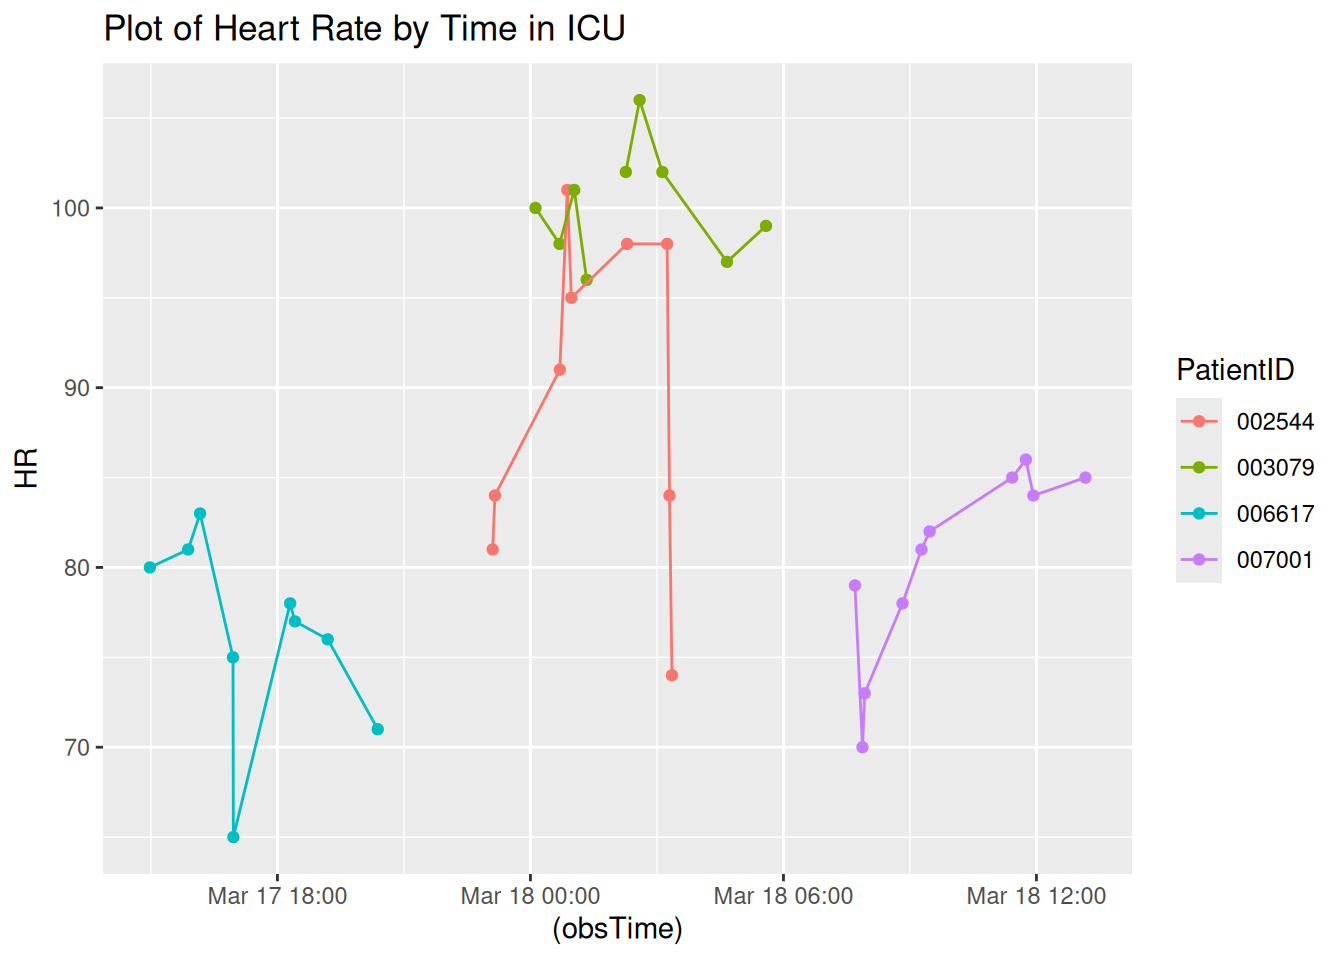 Plot of Heart Rate by Time in ICU
100
90
80
70
HR
Mar 17 18:00
Mar 18 00:00
Mar 18 06:00
Mar 18 12:00
(obsTime)
PatientID
002544
003079
006617
007001